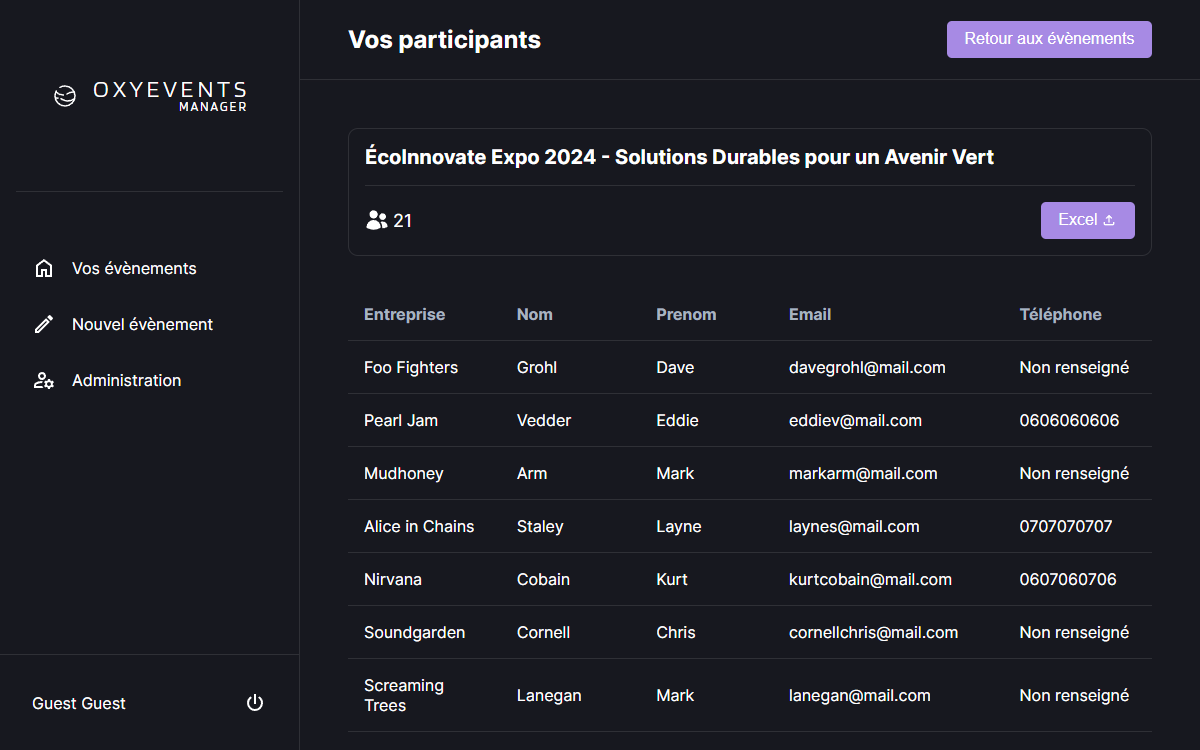 OXYEVENTS
MANAGER
Vos évènements
Nouvel évènement
Administration
Guest Guest
Vos participants
Retour aux évènements
ÉcoInnovate Expo 2024 - Solutions Durables pour un Avenir Vert
21
Excel
Entreprise Nom Prenom Email Téléphone
Foo Fighters Grohl Dave davegrohl@mail.com Non renseigné
Pearl Jam Vedder Eddie eddiev@mail.com 0606060606
Mudhoney Arm Mark markarm@mail.com Non renseigné
Alice in Chains Staley Layne laynes@mail.com 0707070707
Nirvana Cobain Kurt kurtcobain@mail.com 0607060706
Soundgarden Cornell Chris cornellchris@mail.com Non renseigné
Screaming
Trees Lanegan Mark lanegan@mail.com Non renseigné